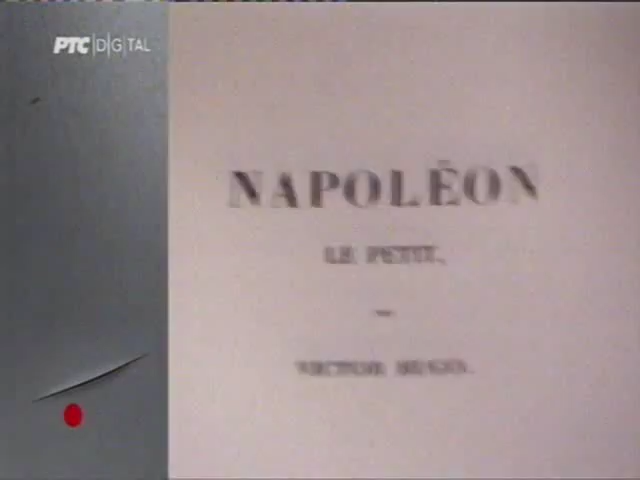 РТС DIGITAL
NAPOLÉON
LE PETIT.
—
VICTOR HUGO.